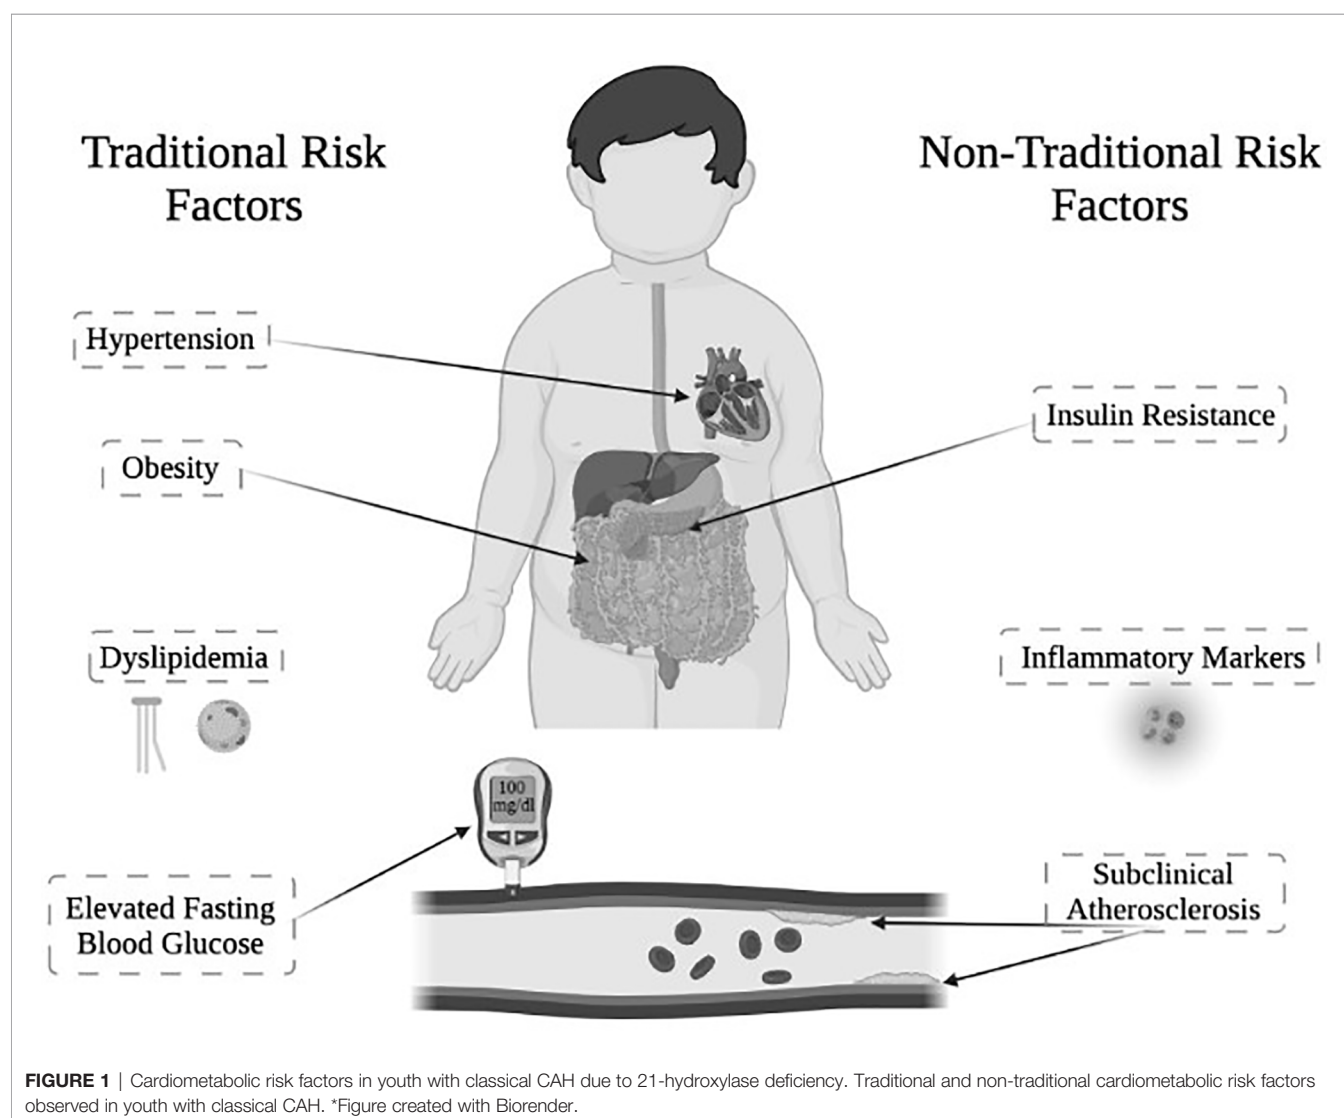 Traditional Risk
Factors
Non-Traditional Risk
Factors
Hypertension
Insulin Resistance
Obesity
Dyslipidemia
Inflammatory Markers
100
mg/dl
Elevated Fasting
Blood Glucose
Subclinical
Atherosclerosis
FIGURE 1 | Cardiometabolic risk factors in youth with classical CAH due to 21-hydroxylase deficiency. Traditional and non-traditional cardiometabolic risk factors
observed in youth with classical CAH. *Figure created with Biorender.